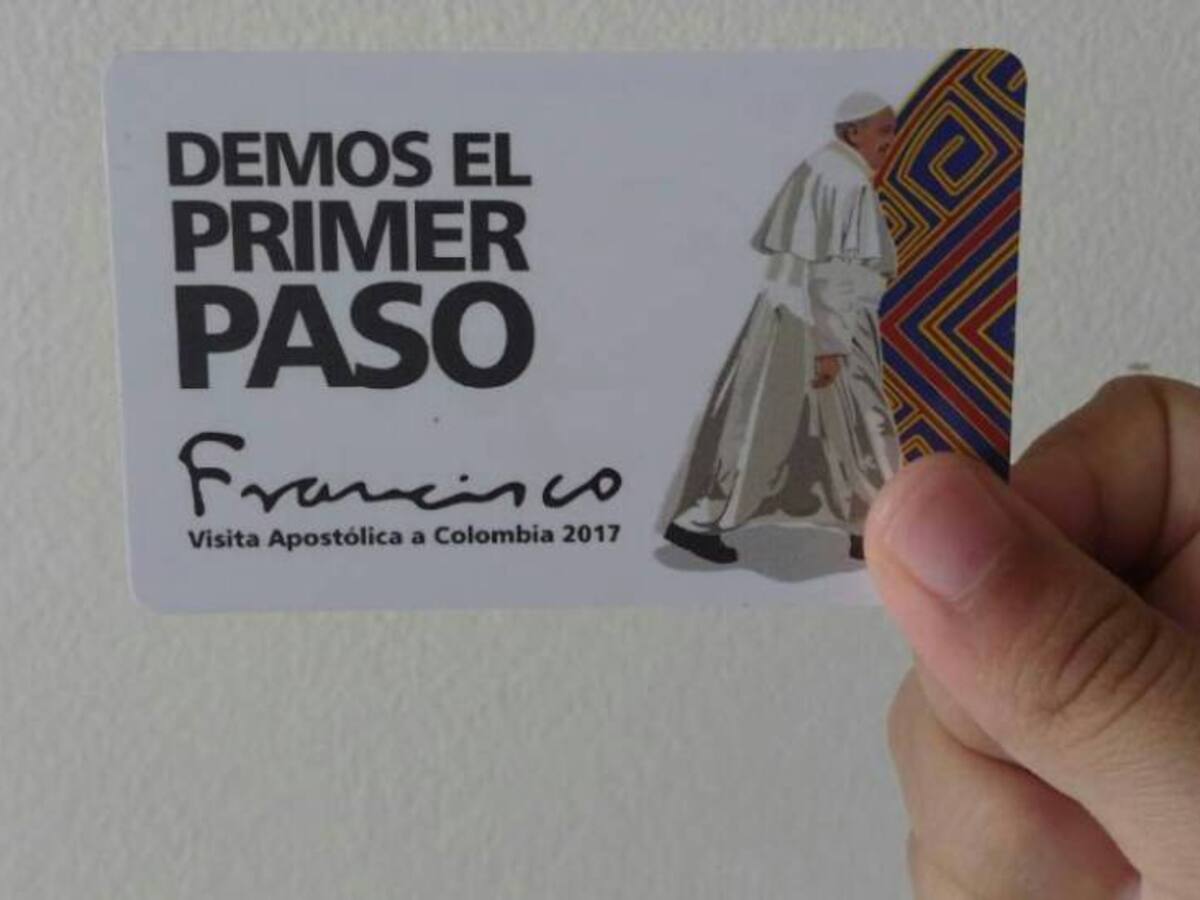 DEMOS EL
PRIMER
PASO
Francisco
Visita Apostólica a Colombia 2017